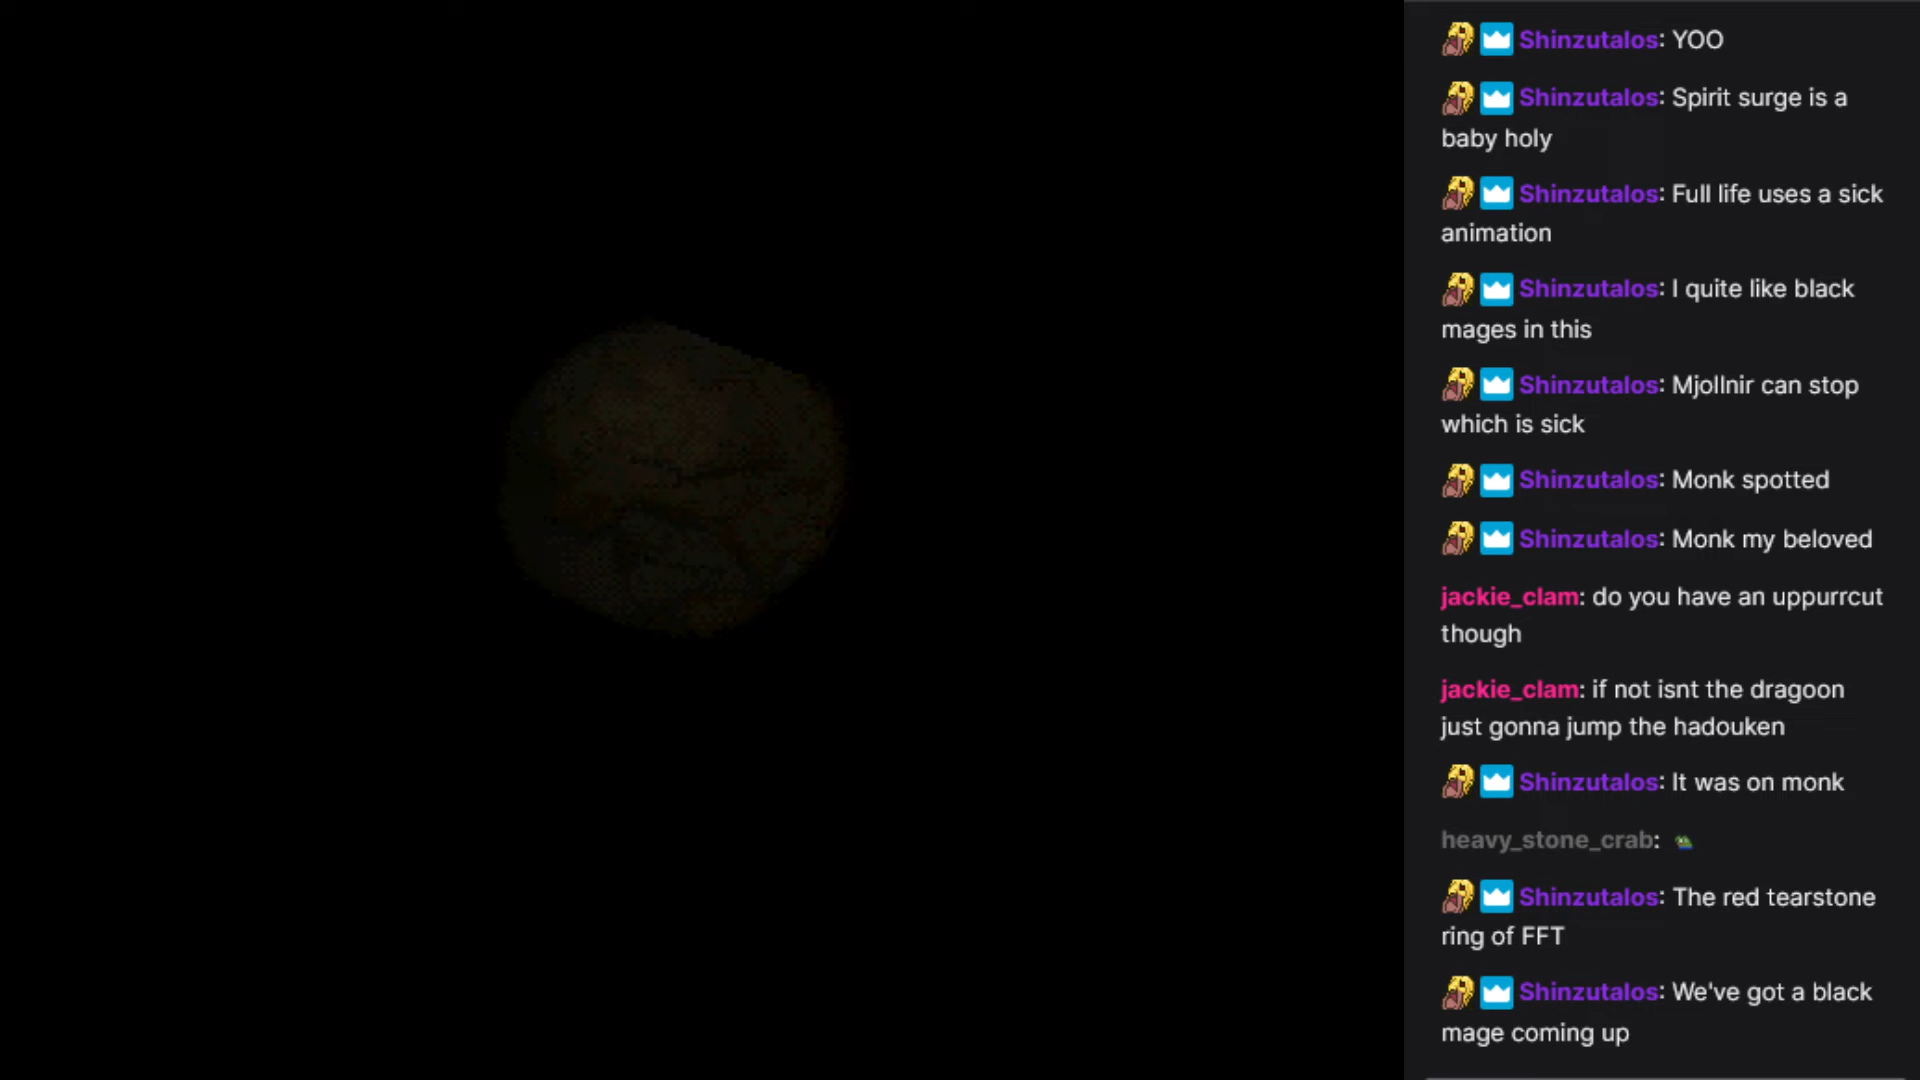 Shinzutalos: YOO
Shinzutalos: Spirit surge is a
baby holy
Shinzutalos: Full life uses a sick
animation
Shinzutalos: I quite like black
mages in this
Shinzutalos: Mjollnir can stop
which is sick
Shinzutalos: Monk spotted
Shinzutalos: Monk my beloved
jackie_clam: do you have an uppurrcut
though
jackie_clam: if not isnt the dragoon
just gonna jump the hadouken
Shinzutalos: It was on monk
heavy_stone_crab:
Shinzutalos: The red tearstone
ring of FFT
Shinzutalos: We've got a black
mage coming up